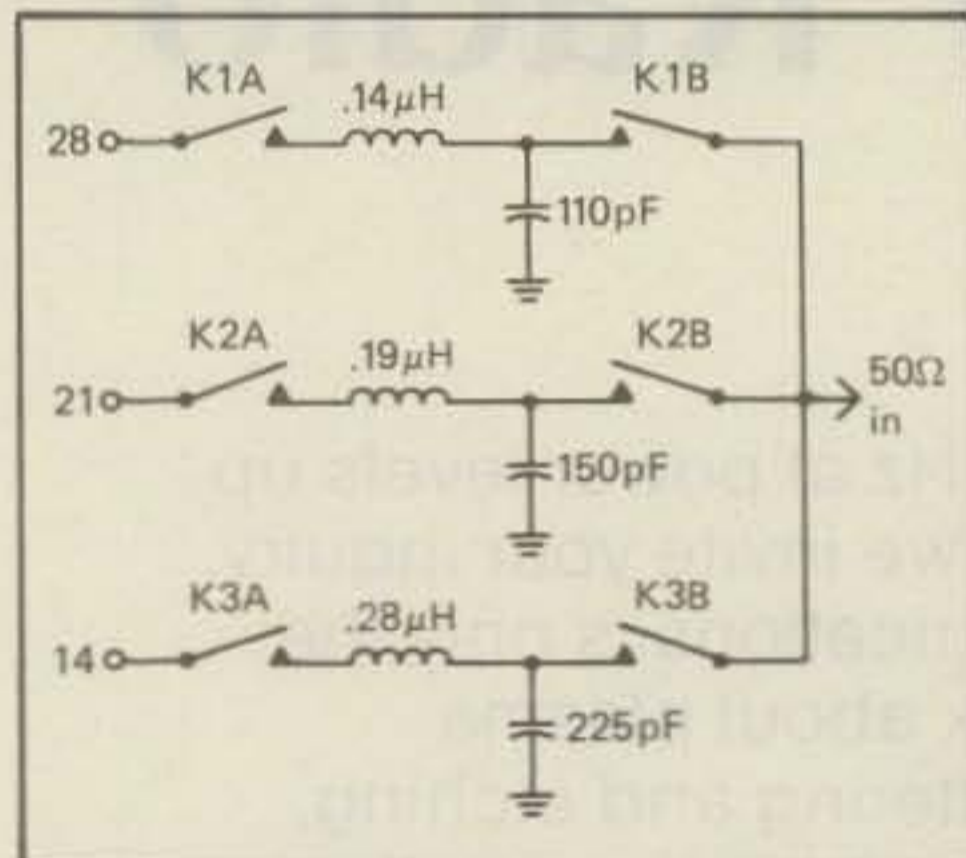 K1A
.14μH
K1B
28
110pF
K2A
.19μH
K2B
21
50Ω
in
150pF
K3A
.28μH
K3B
14
225pF